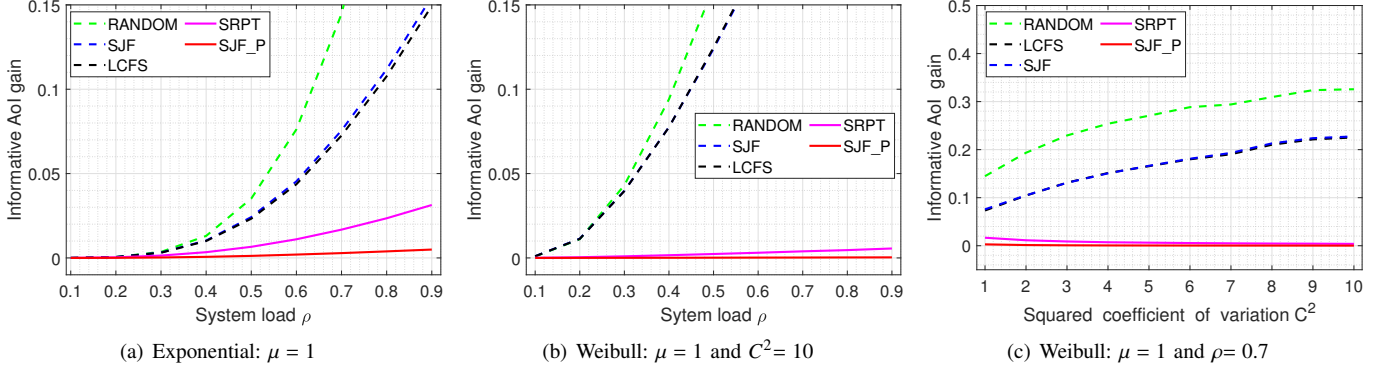 0.15
0.1
0.05
0
Informative AoI gain
RANDOM
SJF
LCFS
SRPT
SJF_P
0.1 0.2 0.3 0.4 0.5 0.6 0.7 0.8 0.9
System load ρ
(a) Exponential: μ = 1
0.15
0.1
0.05
0
Informative AoI gain
RANDOM
SJF
LCFS
SRPT
SJF_P
0.1 0.2 0.3 0.4 0.5 0.6 0.7 0.8 0.9
Sytem load ρ
(b) Weibull: μ = 1 and C²= 10
0.5
0.4
0.3
0.2
0.1
0
Informative AoI gain
RANDOM
LCFS
SJF
SRPT
SJF_P
1 2 3 4 5 6 7 8 9 10
Squared coefficient of variation C²
(c) Weibull: μ = 1 and ρ= 0.7